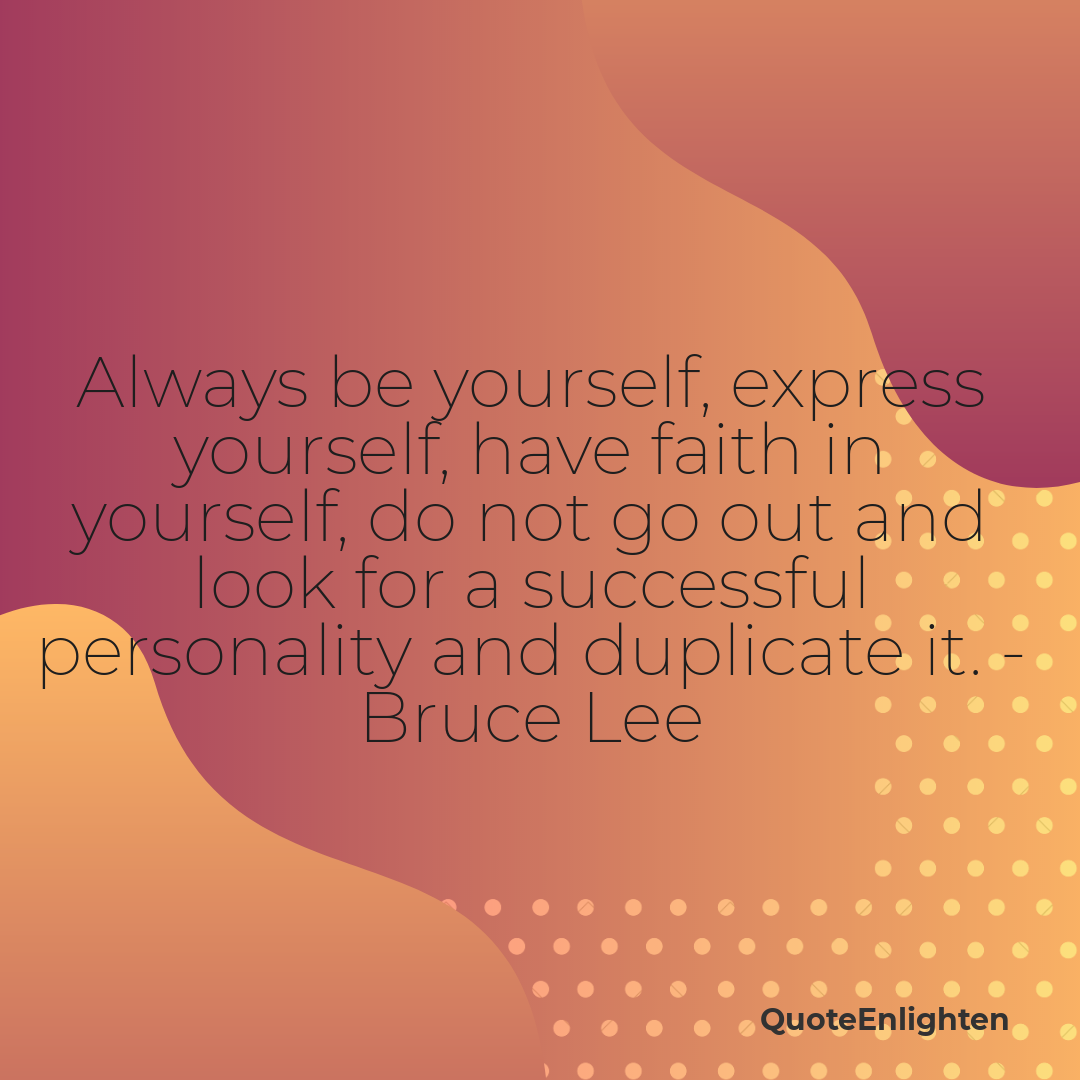 Always be yourself, express
yourself, have faith in
yourself, do not go out and
look for a successful
personality and duplicate it. -
Bruce Lee
QuoteEnlighten